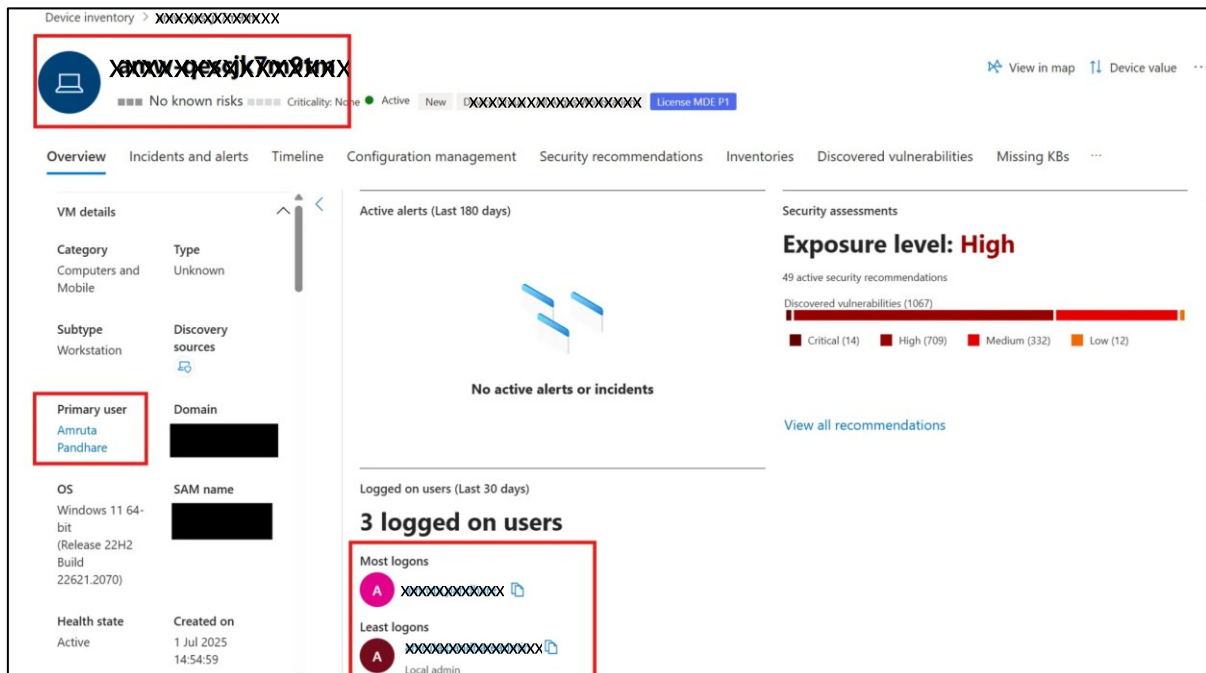 Device inventory >
No known risks Criticality: None Active New License MDE P1
View in map Device value ...
Overview Incidents and alerts Timeline Configuration management Security recommendations Inventories Discovered vulnerabilities Missing KBs ...
VM details
Category Type
Computers and Unknown
Mobile
Subtype Discovery
Workstation sources
Primary user Domain
Amruta
Pandhare
OS SAM name
Windows 11 64-
bit
(Release 22H2
Build
22621.2070)
Health state Created on
Active 1 Jul 2025
14:54:59
Active alerts (Last 180 days)
No active alerts or incidents
Logged on users (Last 30 days)
3 logged on users
Most logons
A
Least logons
A
Local admin
Security assessments
Exposure level: High
49 active security recommendations
Discovered vulnerabilities (1067)
Critical (14) High (709) Medium (332) Low (12)
View all recommendations